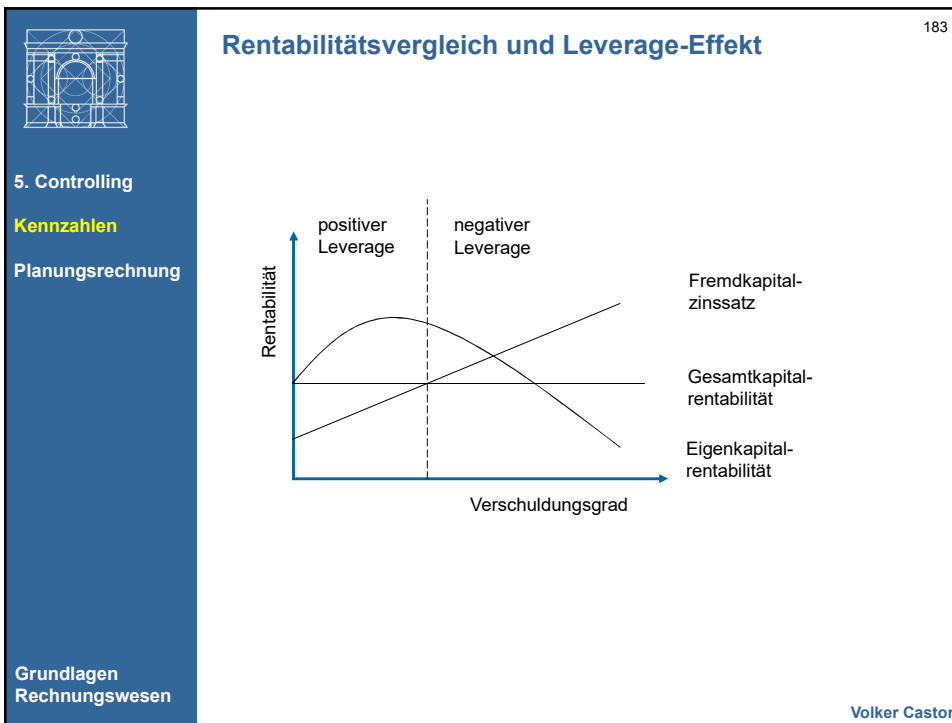 183
Rentabilitätsvergleich und Leverage-Effekt
5. Controlling
Kennzahlen
Planungsrechnung
positiver
Leverage
negativer
Leverage
Rentabilität
Fremdkapital-
zinssatz
Gesamtkapital-
rentabilität
Eigenkapital-
rentabilität
Verschuldungsgrad
Grundlagen
Rechnungswesen
Volker Castor